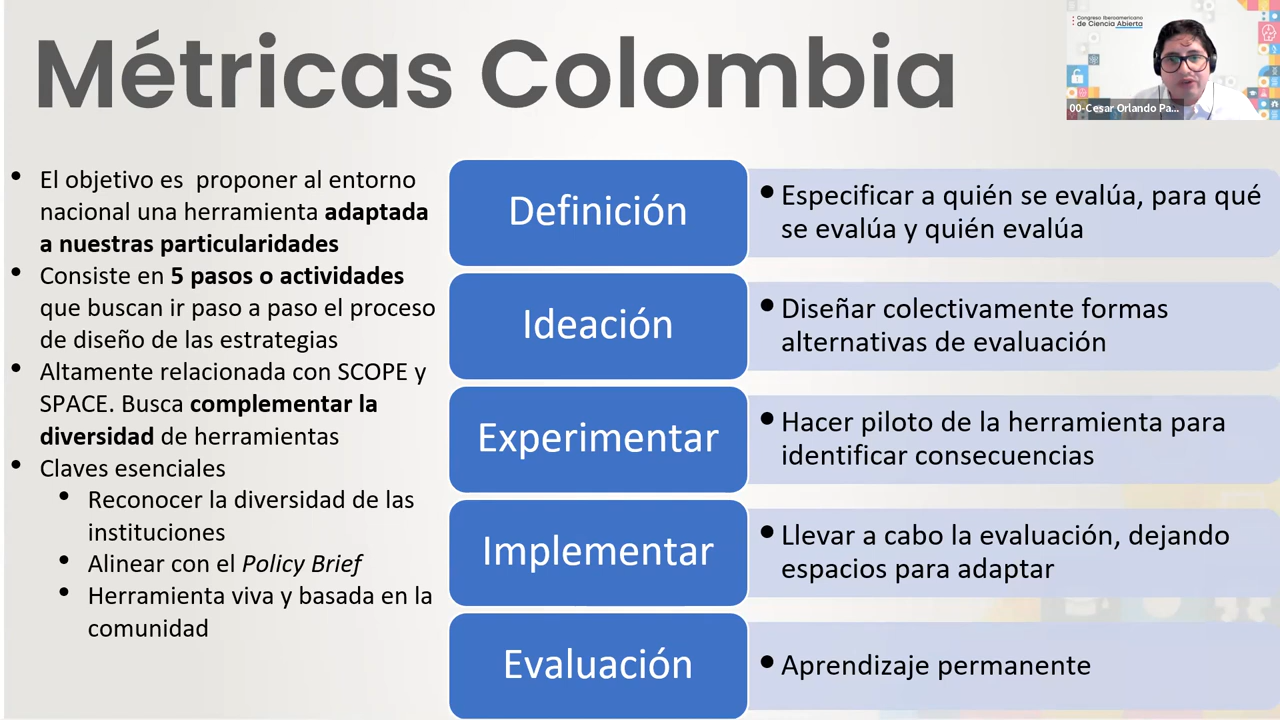 Métricas Colombia
Congreso Iberoamericano
de Ciencia Abierta
00-Cesar Orlando Pa...
• El objetivo es proponer al entorno
nacional una herramienta adaptada
a nuestras particularidades
• Consiste en 5 pasos o actividades
que buscan ir paso a paso el proceso
de diseño de las estrategias
• Altamente relacionada con SCOPE y
SPACE. Busca complementar la
diversidad de herramientas
• Claves esenciales
• Reconocer la diversidad de las
instituciones
• Alinear con el Policy Brief
• Herramienta viva y basada en la
comunidad
Definición
• Especificar a quién se evalúa, para qué
se evalúa y quién evalúa
Ideación
• Diseñar colectivamente formas
alternativas de evaluación
Experimentar
• Hacer piloto de la herramienta para
identificar consecuencias
Implementar
• Llevar a cabo la evaluación, dejando
espacios para adaptar
Evaluación
• Aprendizaje permanente